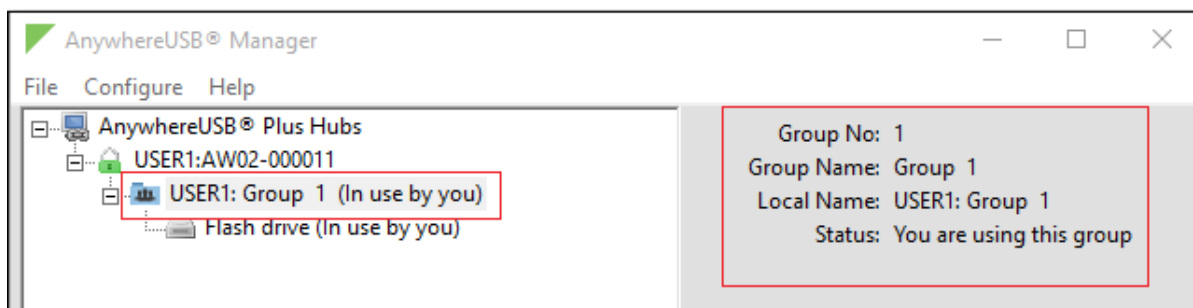 AnywhereUSB® Manager
File Configure Help
AnywhereUSB® Plus Hubs
USER1:AW02-000011
USER1: Group 1 (In use by you)
Flash drive (In use by you)
Group No: 1
Group Name: Group 1
Local Name: USER1: Group 1
Status: You are using this group